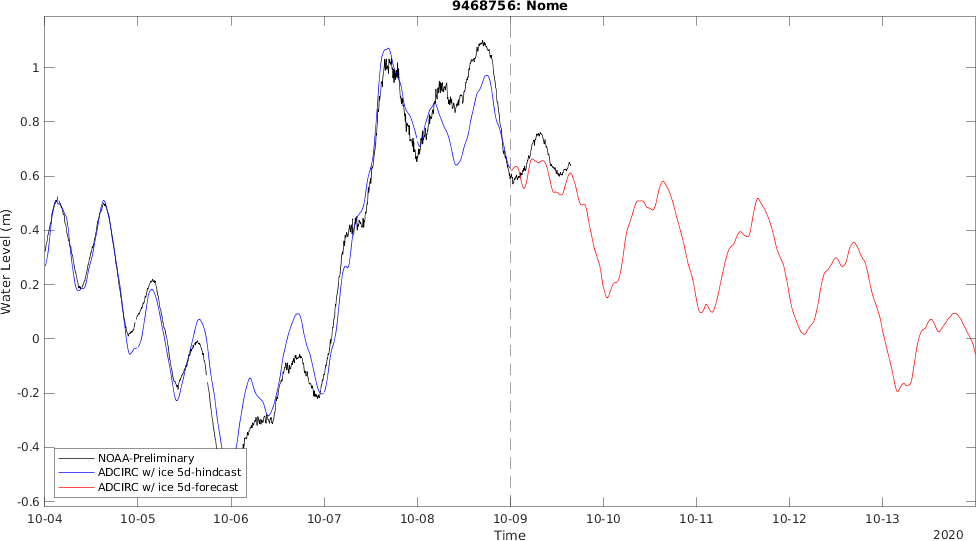 9468756: Nome
Water Level (m)
1
0.8
0.6
0.4
0.2
0
-0.2
-0.4
-0.6
NOAA-Preliminary
ADCIRC w/ ice 5d-hindcast
ADCIRC w/ ice 5d-forecast
10-04 10-05 10-06 10-07 10-08 10-09 10-10 10-11 10-12 10-13
Time
2020